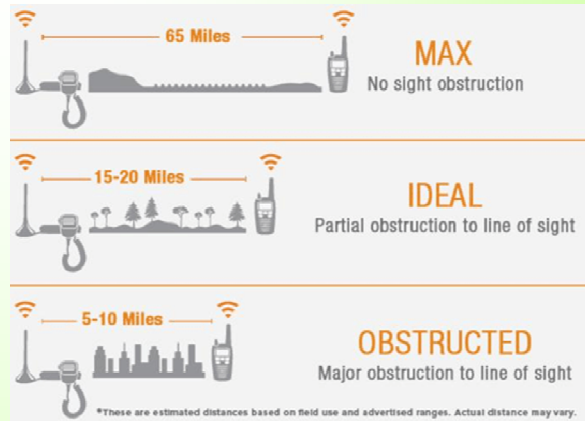 65 Miles
MAX
No sight obstruction
15-20 Miles
IDEAL
Partial obstruction to line of sight
5-10 Miles
OBSTRUCTED
Major obstruction to line of sight
*These are estimated distances based on field use and advertised ranges. Actual distance may vary.